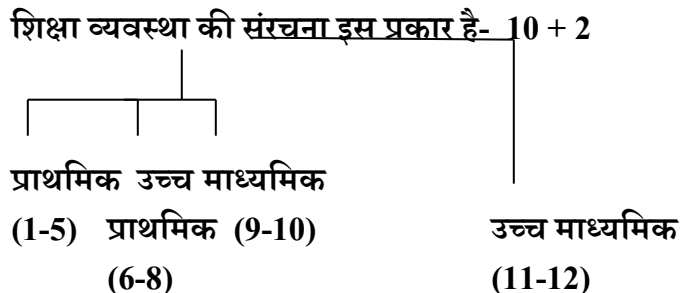 शिक्षा व्यवस्था की संरचना इस प्रकार है- 10 + 2
प्राथमिक उच्च माध्यमिक
(1-5) प्राथमिक (9-10) उच्च माध्यमिक
(6-8) (11-12)